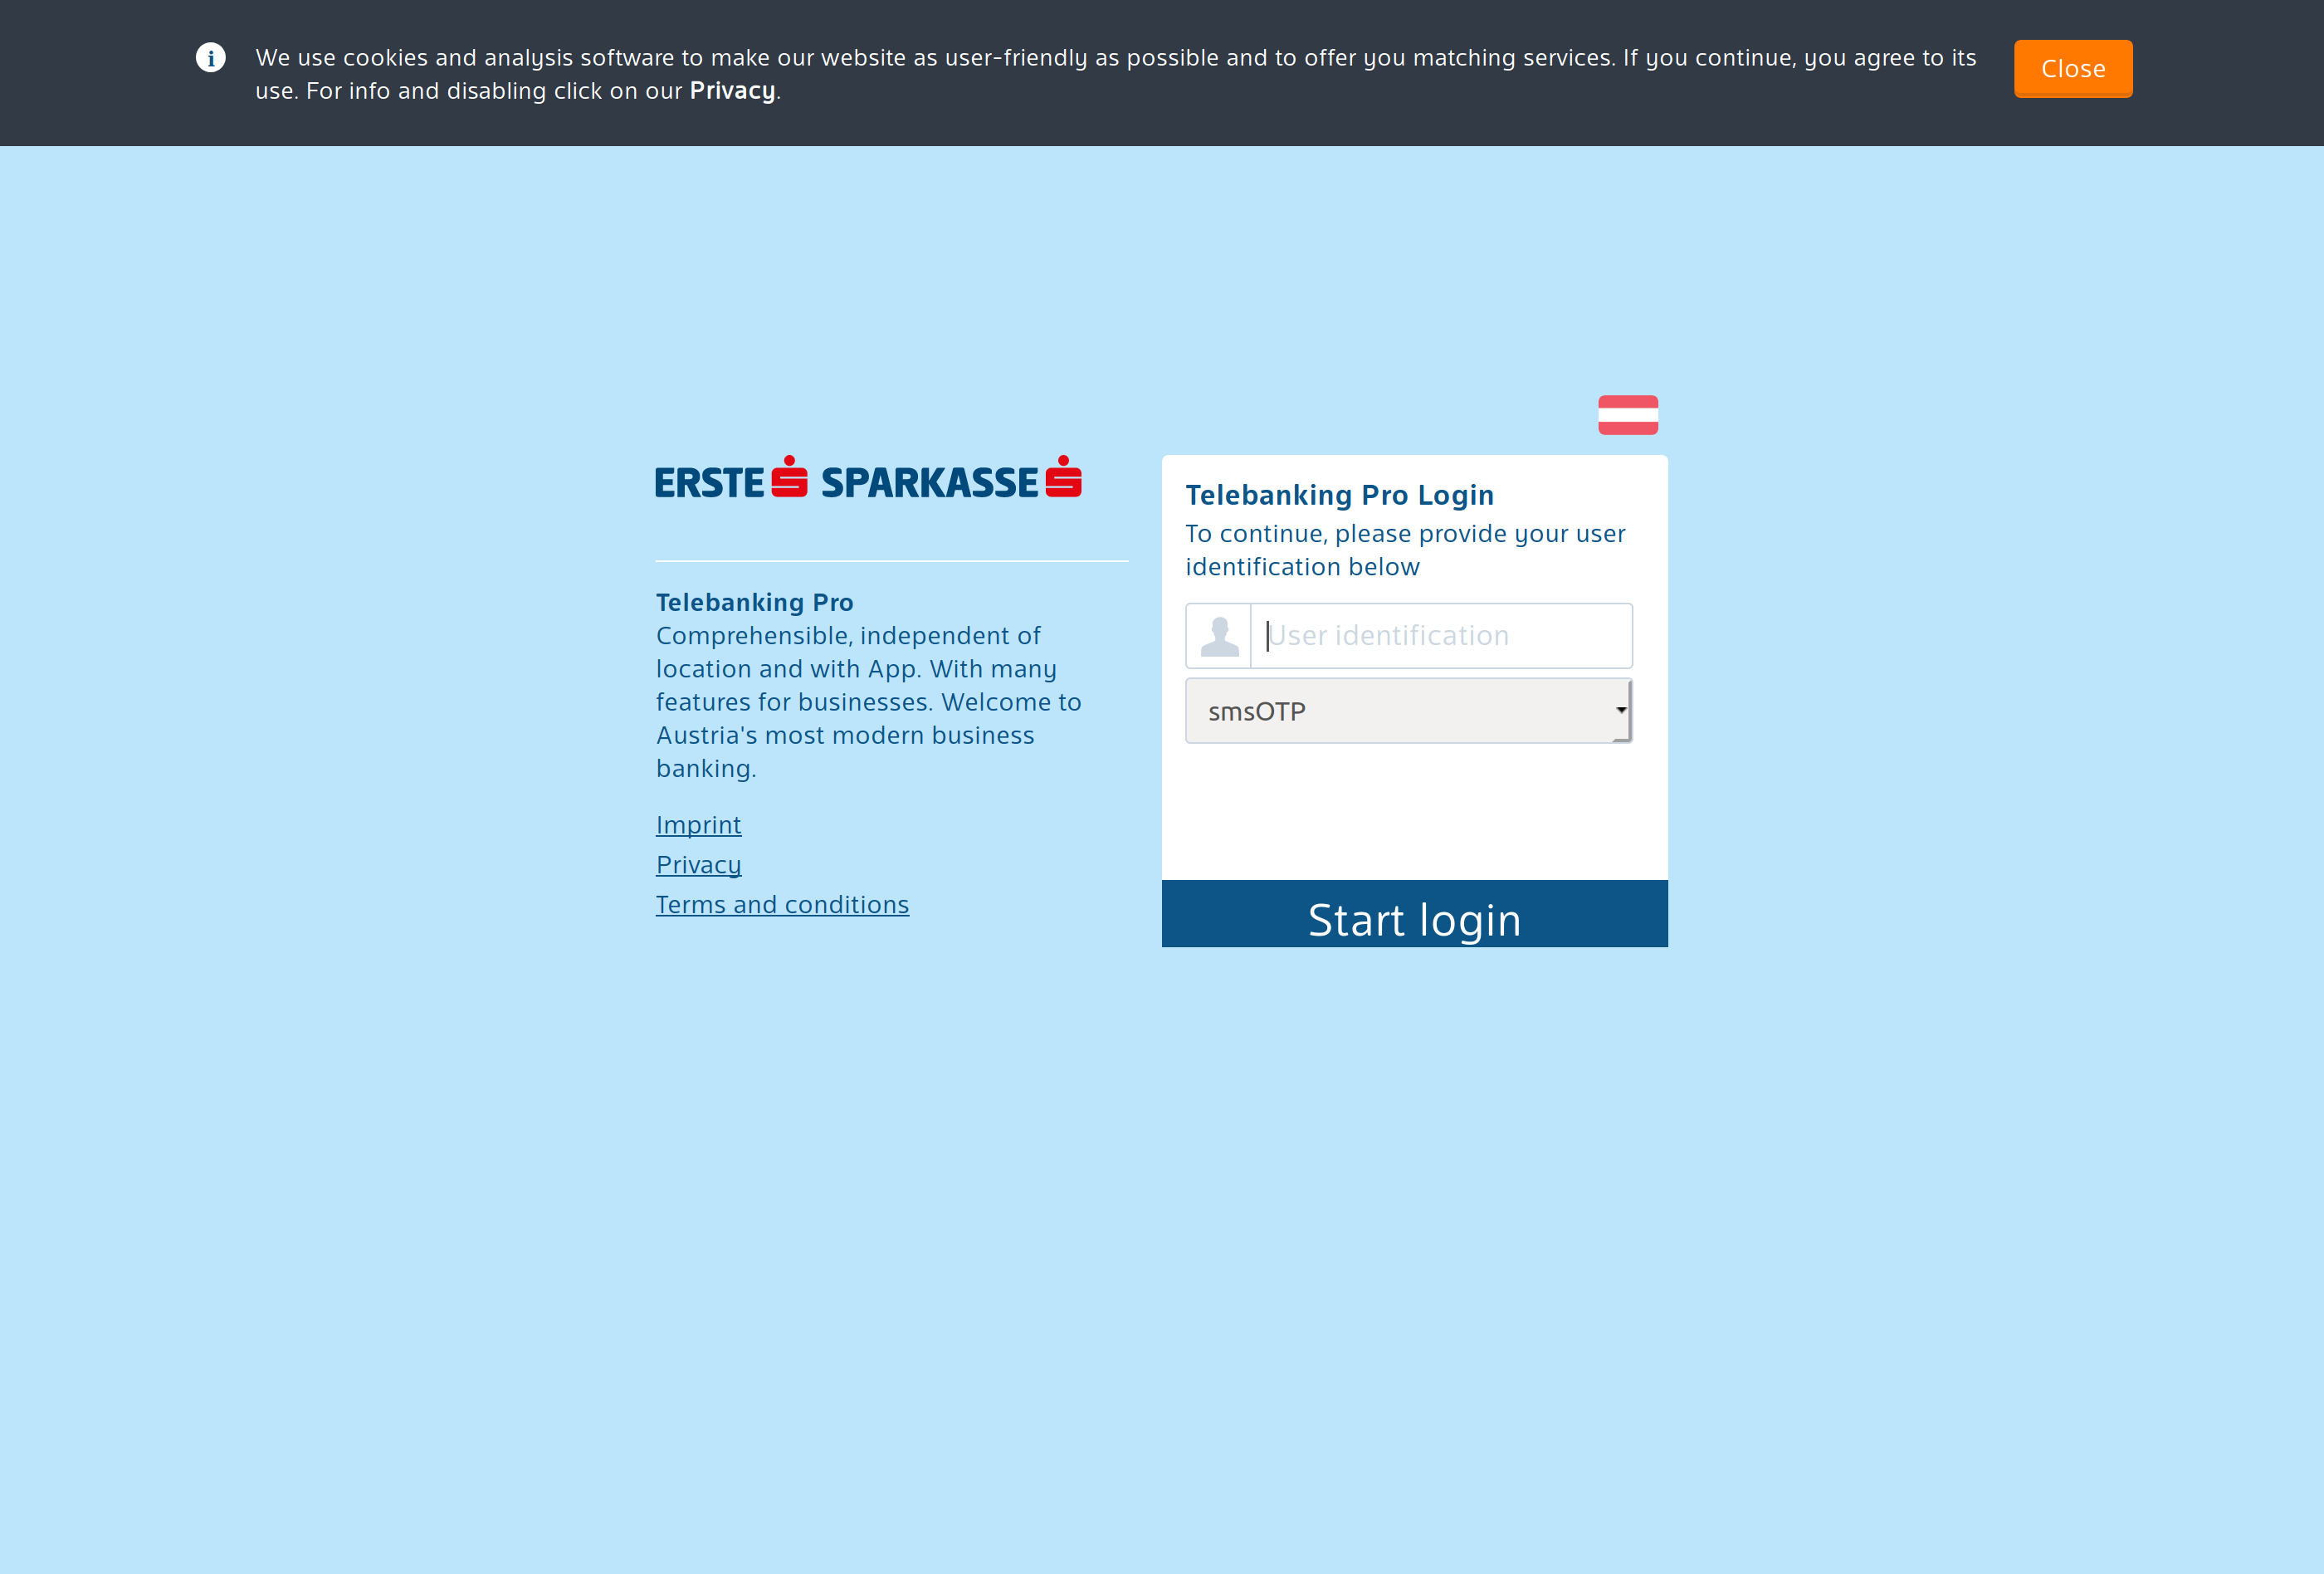 We use cookies and analysis software to make our website as user-friendly as possible and to offer you matching services. If you continue, you agree to its
use. For info and disabling click on our Privacy.
Close
ERSTE SPARKASSE
Telebanking Pro
Comprehensible, independent of
location and with App. With many
features for businesses. Welcome to
Austria's most modern business
banking.
Imprint
Privacy
Terms and conditions
Telebanking Pro Login
To continue, please provide your user
identification below
User identification
smsOTP
Start login